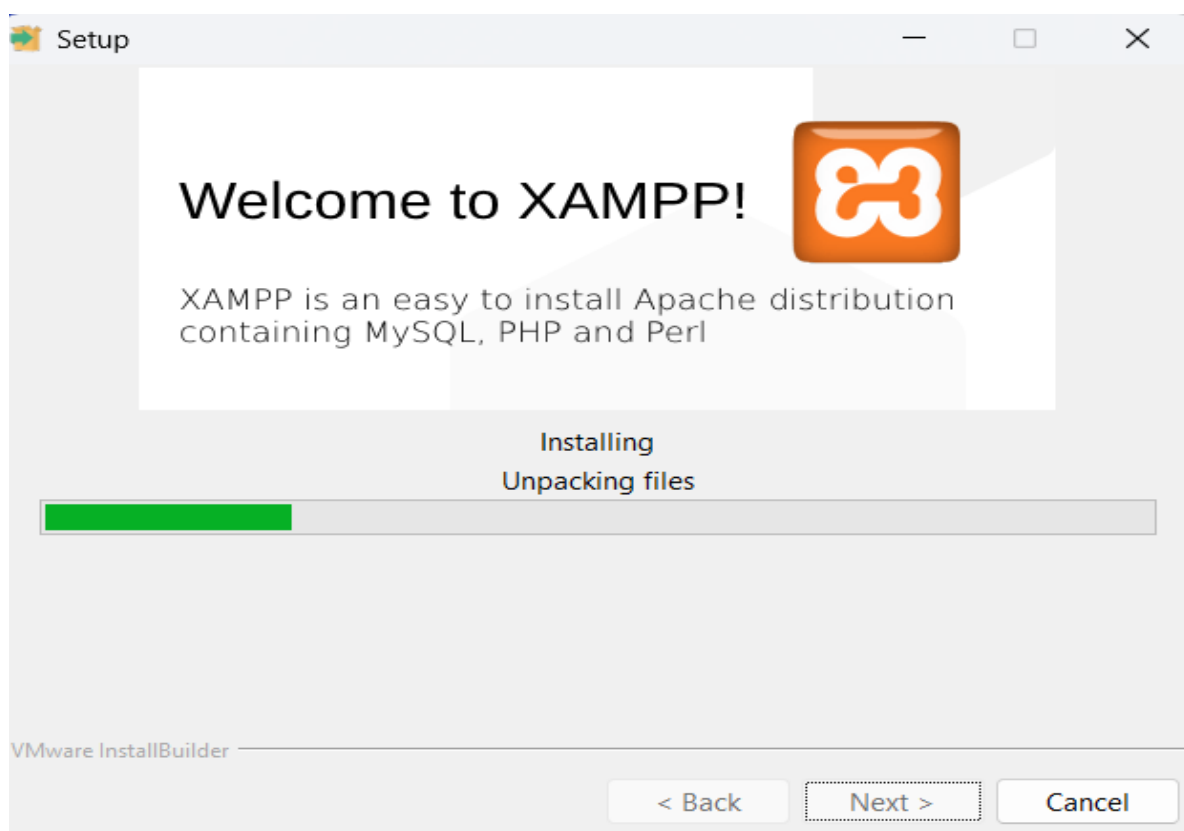 Setup
Welcome to XAMPP!
XAMPP is an easy to install Apache distribution
containing MySQL, PHP and Perl
Installing
Unpacking files
VMware InstallBuilder
< Back
Next >
Cancel